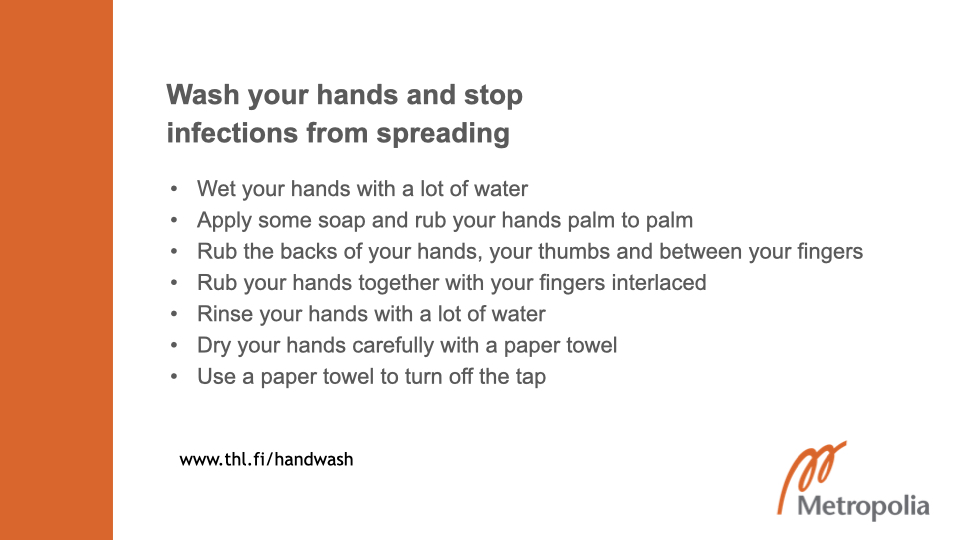 Wash your hands and stop
infections from spreading
• Wet your hands with a lot of water
• Apply some soap and rub your hands palm to palm
• Rub the backs of your hands, your thumbs and between your fingers
• Rub your hands together with your fingers interlaced
• Rinse your hands with a lot of water
• Dry your hands carefully with a paper towel
• Use a paper towel to turn off the tap
www.thl.fi/handwash
Metropolia